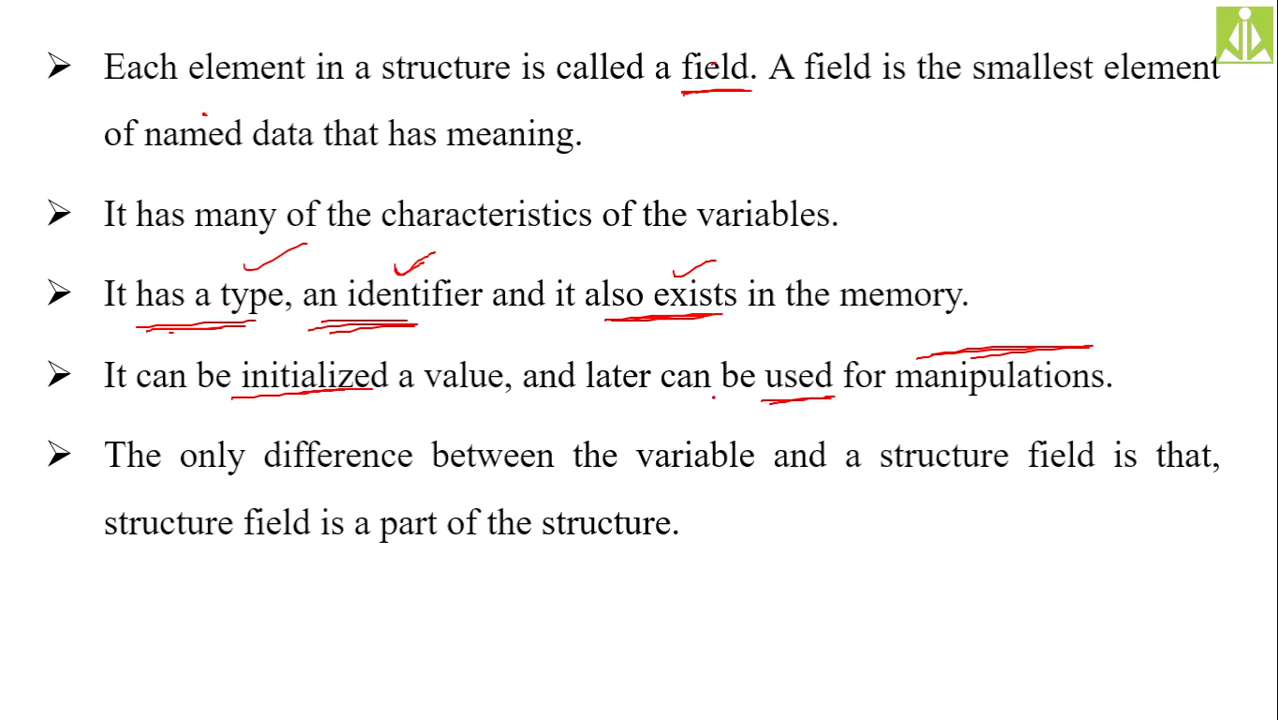 ➢ Each element in a structure is called a field. A field is the smallest element
of named data that has meaning.
➢ It has many of the characteristics of the variables.
➢ It has a type, an identifier and it also exists in the memory.
➢ It can be initialized a value, and later can be used for manipulations.
➢ The only difference between the variable and a structure field is that,
structure field is a part of the structure.